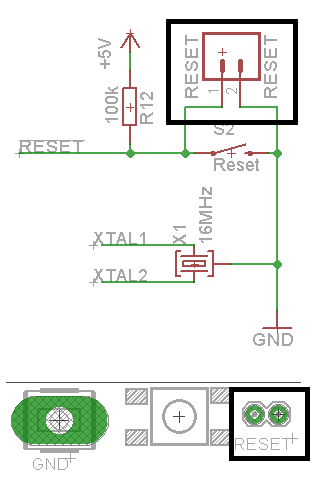 +5V
RESET
RESET
1
2
100k
R12
S2
RESET
Reset
XTAL1
X1
16MHz
XTAL2
GND
GND
RESET